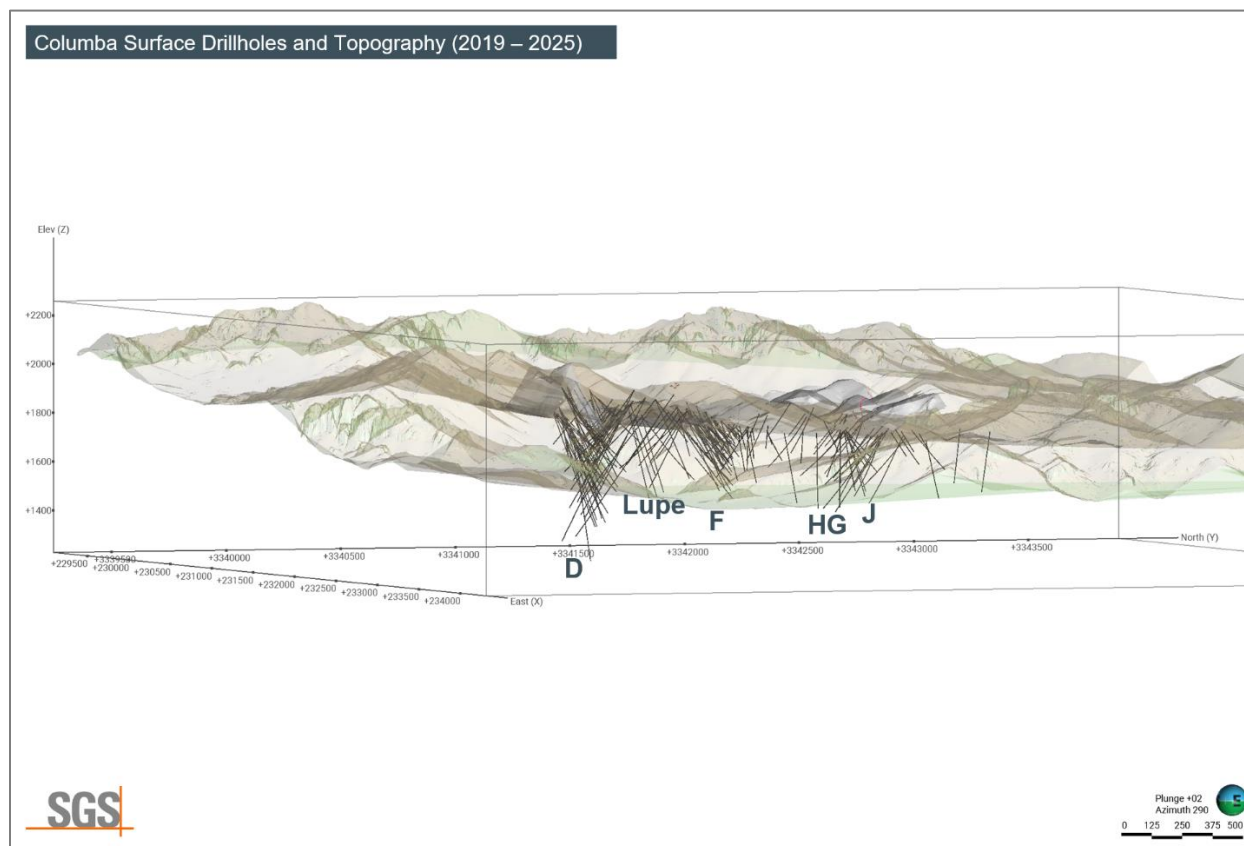 Columba Surface Drillholes and Topography (2019 – 2025)
Elev (Z)
+2200
+2000
+1800
+1600
+1400
Lupe
F
HG
J
D
+3339500
+3340000
+3340500
+3341000
+3341500
+3342000
+3342500
+3343000
+3343500
North (Y)
+229500
+230000
+230500
+231000
+231500
+232000
+232500
+233000
+233500
+234000
East (X)
SGS
Plunge +02
Azimuth 290
0 125 250 375 500